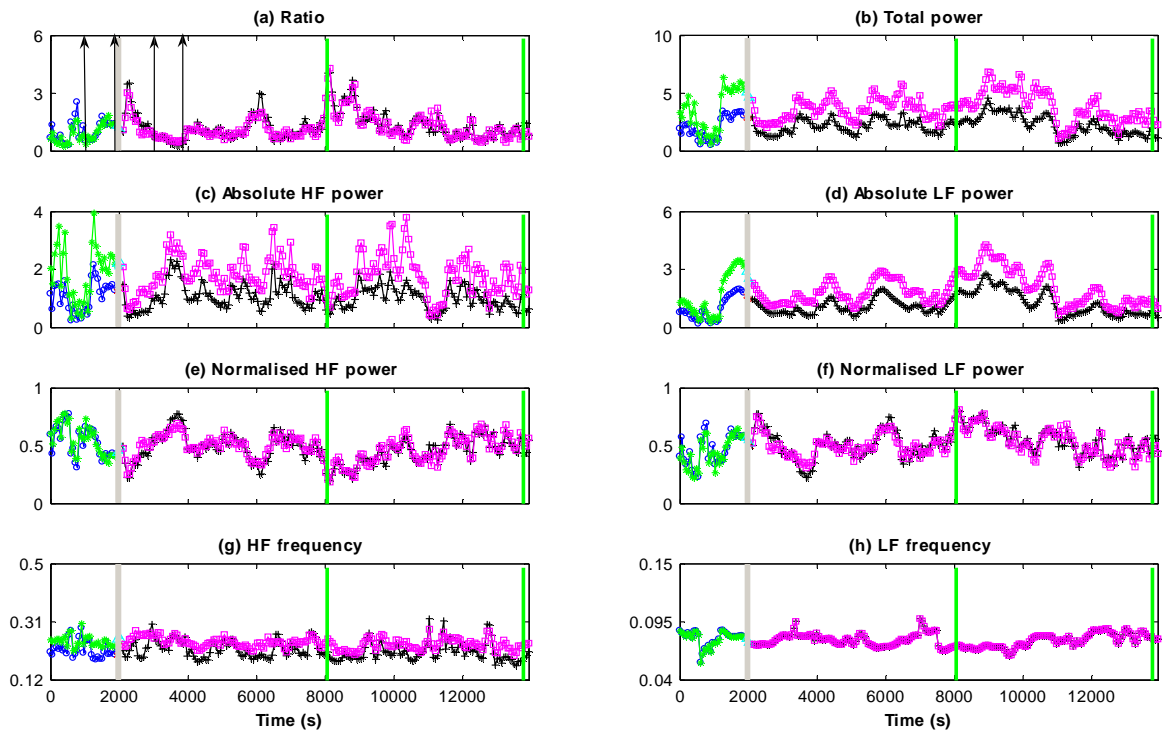 (a) Ratio
(b) Total power
6
3
0
10
5
0
(c) Absolute HF power
(d) Absolute LF power
4
2
0
6
3
0
(e) Normalised HF power
(f) Normalised LF power
1
0.5
0
1
0.5
0
(g) HF frequency
(h) LF frequency
0.5
0.31
0.12
0.15
0.095
0.04
0 2000 4000 6000 8000 10000 12000
0 2000 4000 6000 8000 10000 12000
Time (s)
Time (s)